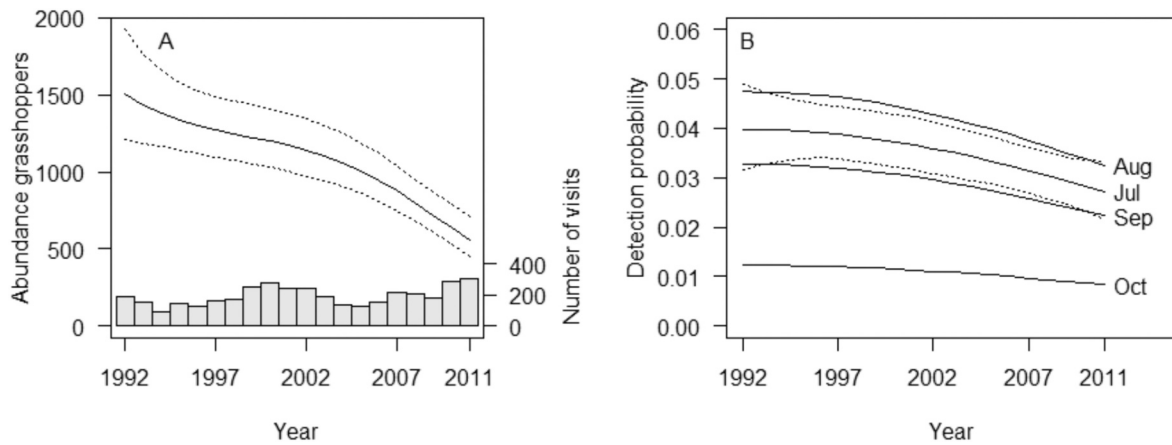 A
Abundance grasshoppers
2000
1500
1000
500
0
400
200
0
Number of visits
1992 1997 2002 2007 2011
Year
B
Detection probability
0.06
0.05
0.04
0.03
0.02
0.01
0.00
Aug
Jul
Sep
Oct
1992 1997 2002 2007 2011
Year